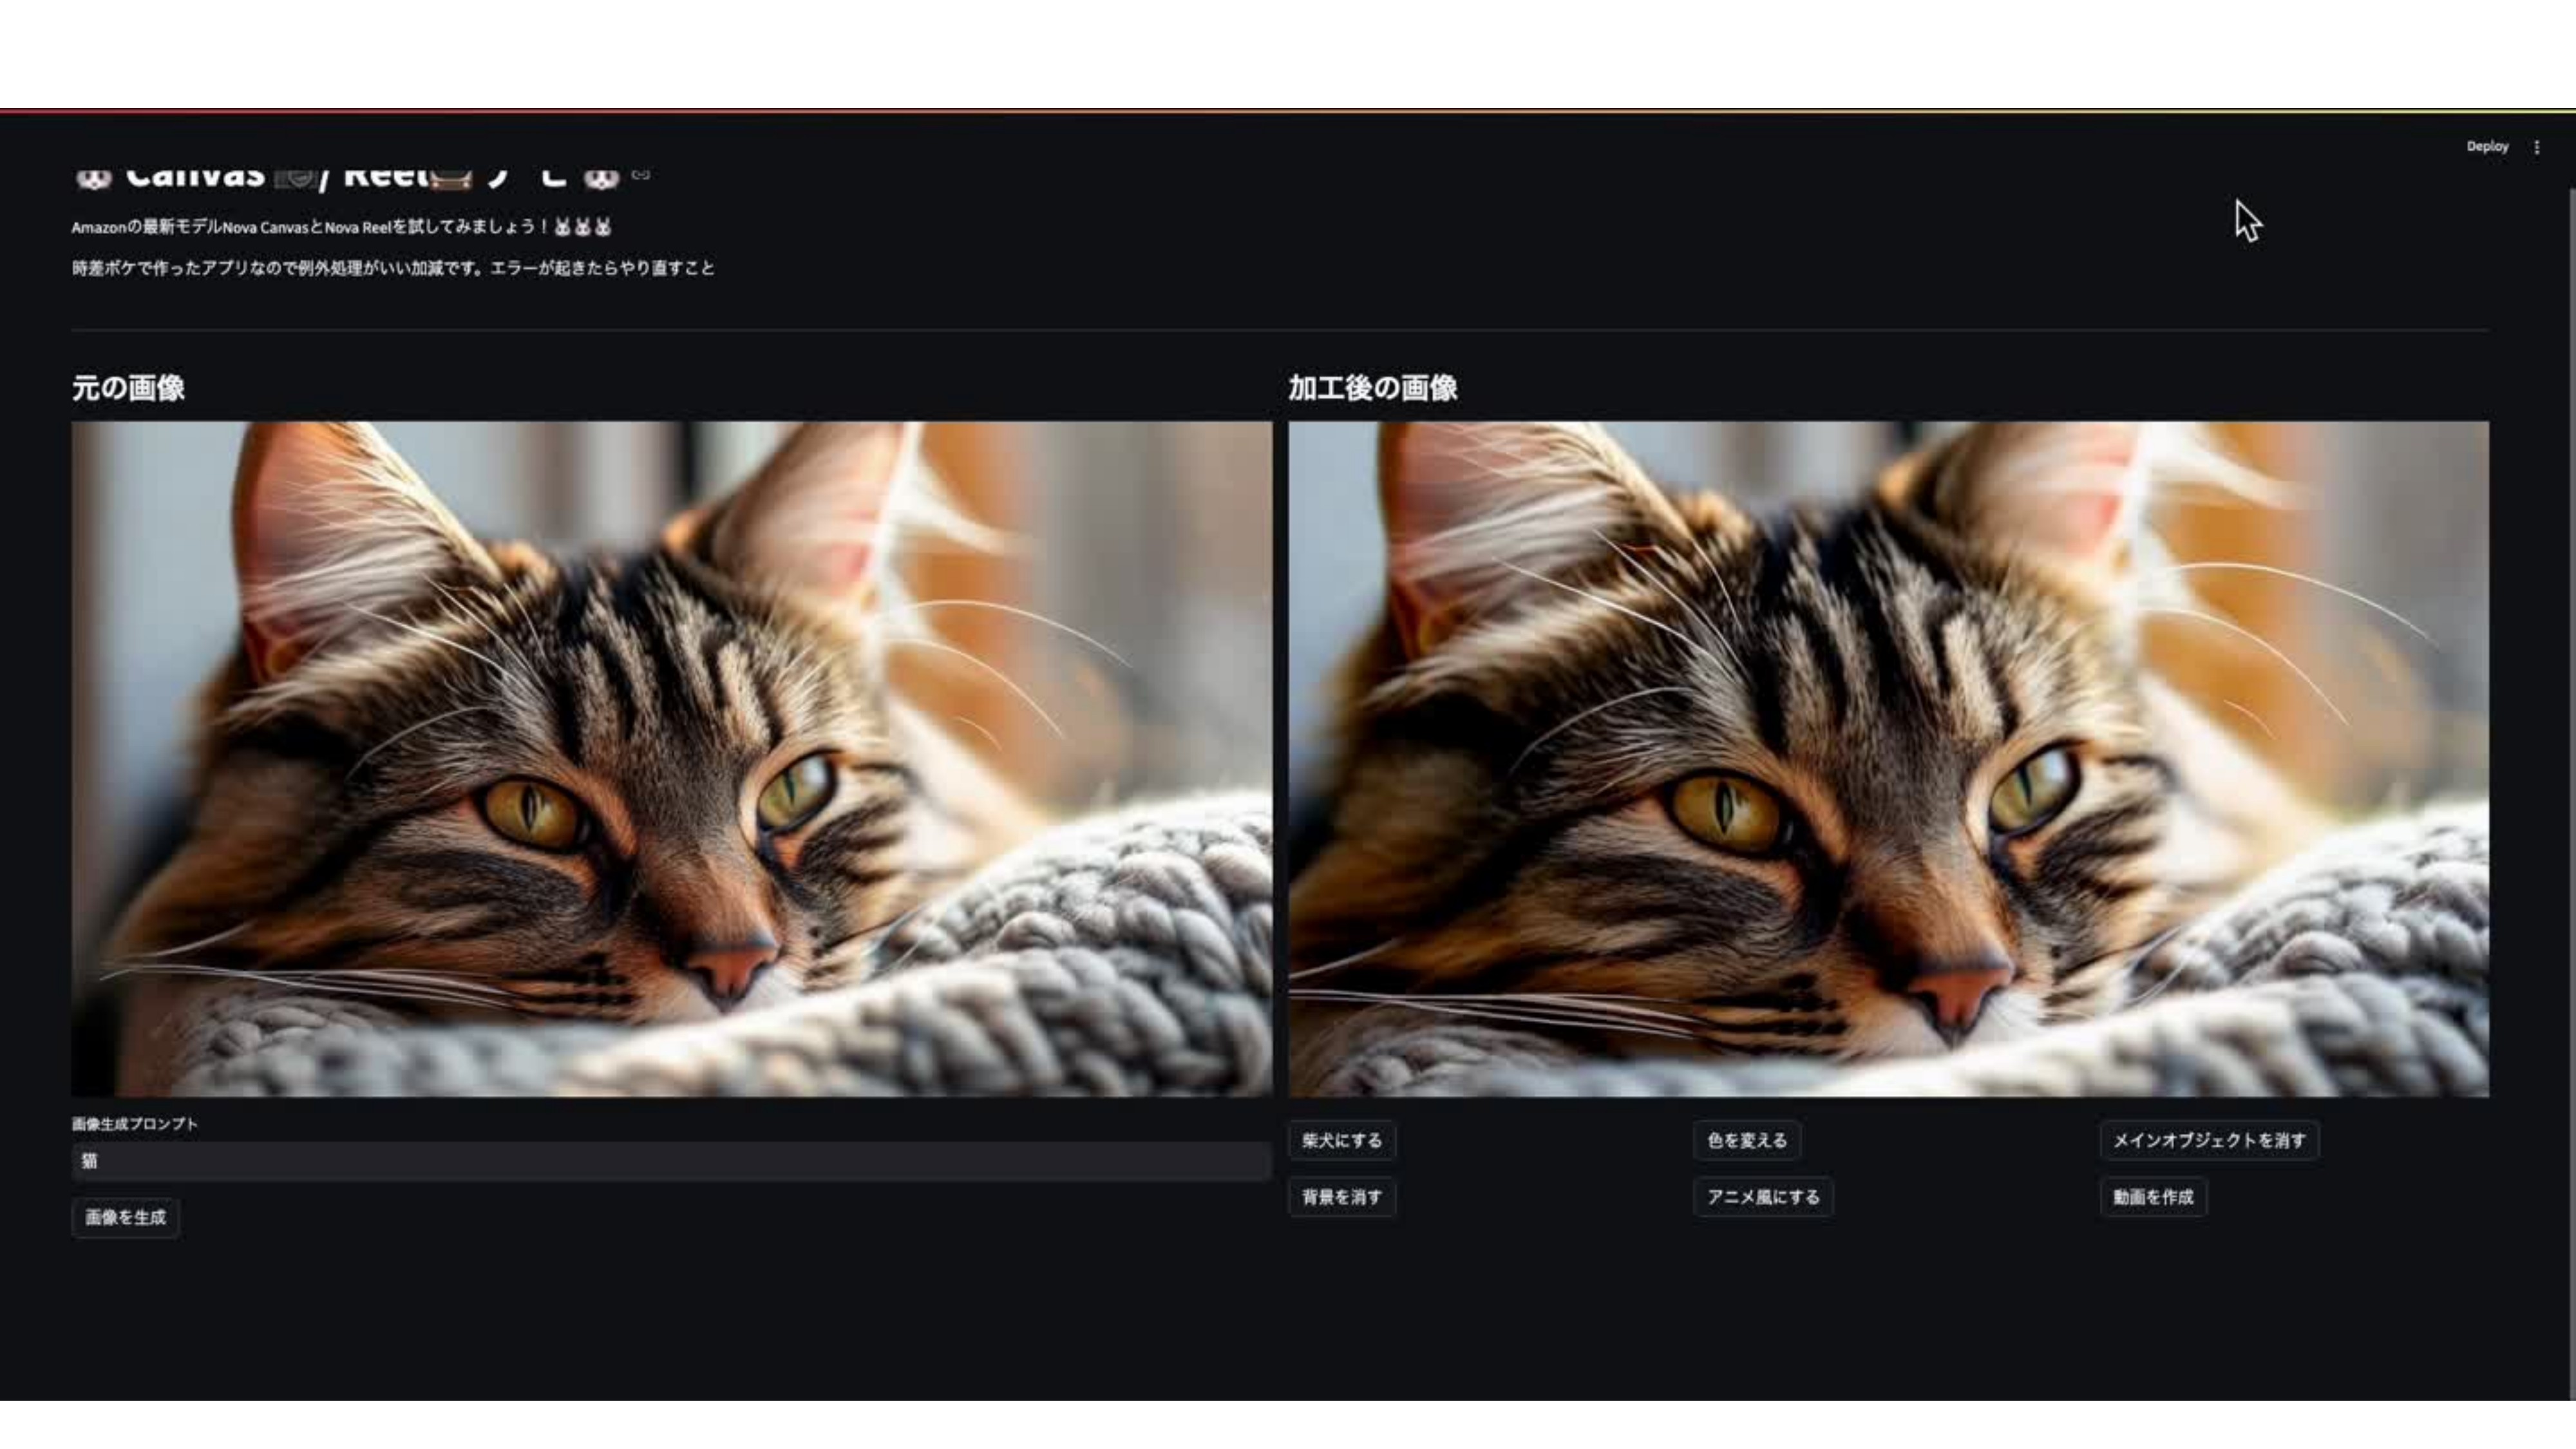 Deploy
Canvas / Reel
Amazonの最新モデルNova CanvasとNova Reelを試してみましょう！🐰🐰🐰
時差ボケで作ったアプリなので例外処理がいい加減です。エラーが起きたらやり直すこと
元の画像
加工後の画像
画像生成プロンプト
猫
画像を生成
柴犬にする
色を変える
メインオブジェクトを消す
背景を消す
アニメ風にする
動画を作成